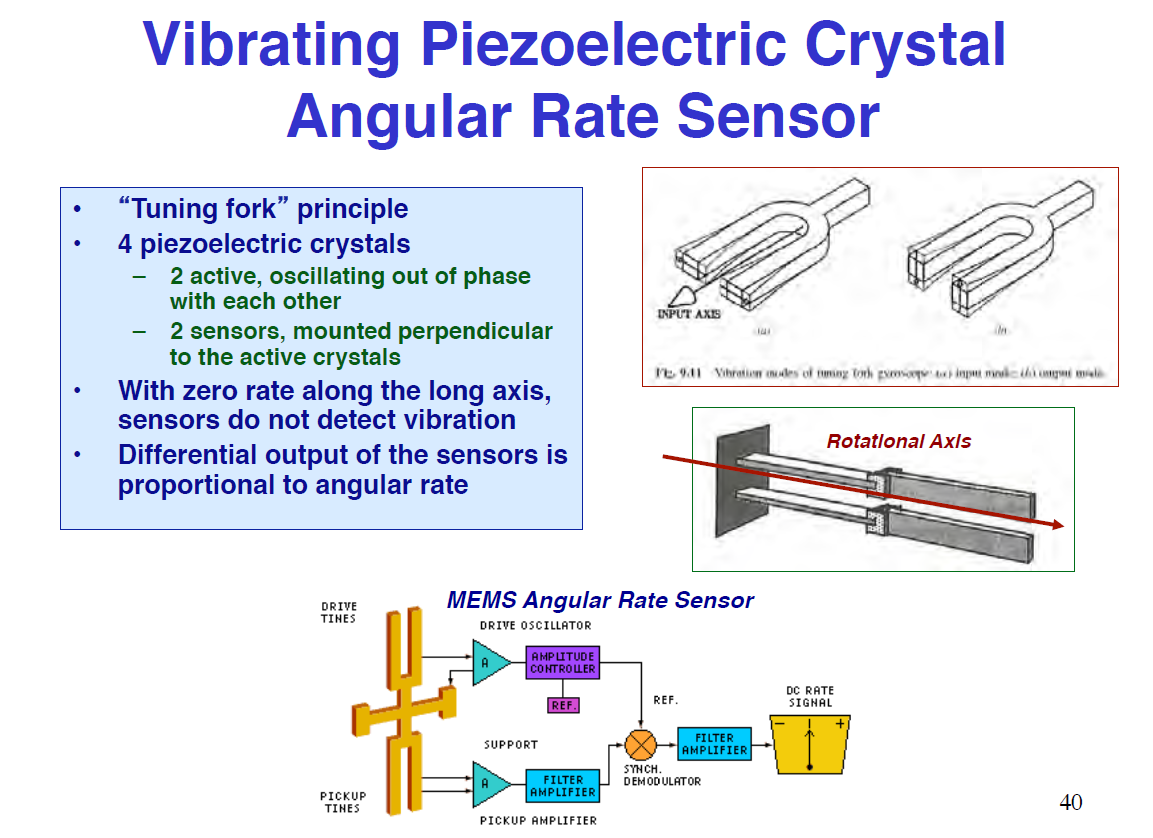 Vibrating Piezoelectric Crystal
Angular Rate Sensor
• “Tuning fork” principle
• 4 piezoelectric crystals
– 2 active, oscillating out of phase
with each other
– 2 sensors, mounted perpendicular
to the active crystals
• With zero rate along the long axis,
sensors do not detect vibration
• Differential output of the sensors is
proportional to angular rate
INPUT AXIS
(a)
(b)
Fig. 9.11 Vibration modes of tuning fork gyroscope: (a) input mode; (b) output mode.
Rotational Axis
MEMS Angular Rate Sensor
DRIVE
TINES
DRIVE OSCILLATOR
A
AMPLITUDE
CONTROLLER
REF.
REF.
DC RATE
SIGNAL
– +
FILTER
AMPLIFIER
SUPPORT
SYNCH.
DEMODULATOR
A
FILTER
AMPLIFIER
PICKUP
TINES
PICKUP AMPLIFIER
40